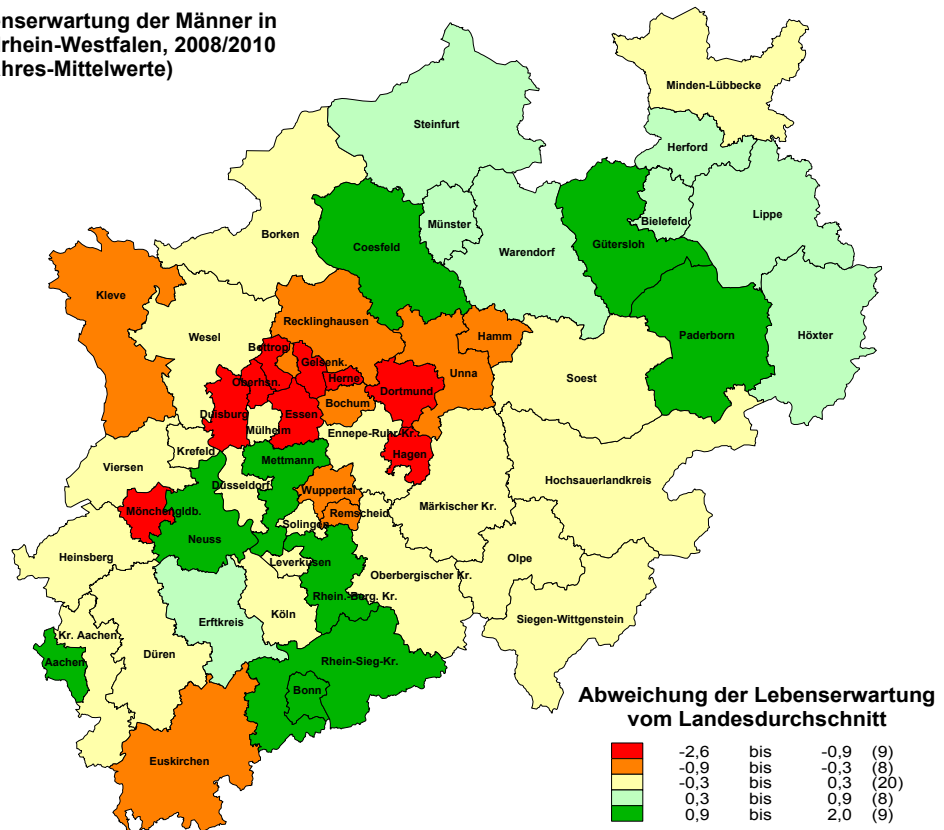 enserwartung der Männer in
rhein-Westfalen, 2008/2010
hres-Mittelwerte)
Minden-Lübbecke
Steinfurt
Herford
Lippe
Bielefeld
Münster
Borken
Coesfeld
Warendorf
Gütersloh
Kleve
Recklinghausen
Wesel
Hamm
Paderborn
Höxter
Bottrop
Gelsenk.
Unna
Soest
Oberhsn.
Herne
Dortmund
Duisburg
Essen
Bochum
Mülheim
Ennepe-Ruhr-Kr.
Krefeld
Hagen
Viersen
Mettmann
Hochsauerlandkreis
Düsseldorf
Wuppertal
Märkischer Kr.
Mönchengldb.
Remscheid
Solingen
Neuss
Heinsberg
Leverkusen
Olpe
Oberbergischer Kr.
Rhein.-Berg. Kr.
Köln
Erftkreis
Siegen-Wittgenstein
Kr. Aachen
Düren
Aachen
Rhein-Sieg-Kr.
Bonn
Euskirchen
Abweichung der Lebenserwartung
vom Landesdurchschnitt
-2,6 bis -0,9 (9)
-0,9 bis -0,3 (8)
-0,3 bis 0,3 (20)
0,3 bis 0,9 (8)
0,9 bis 2,0 (9)